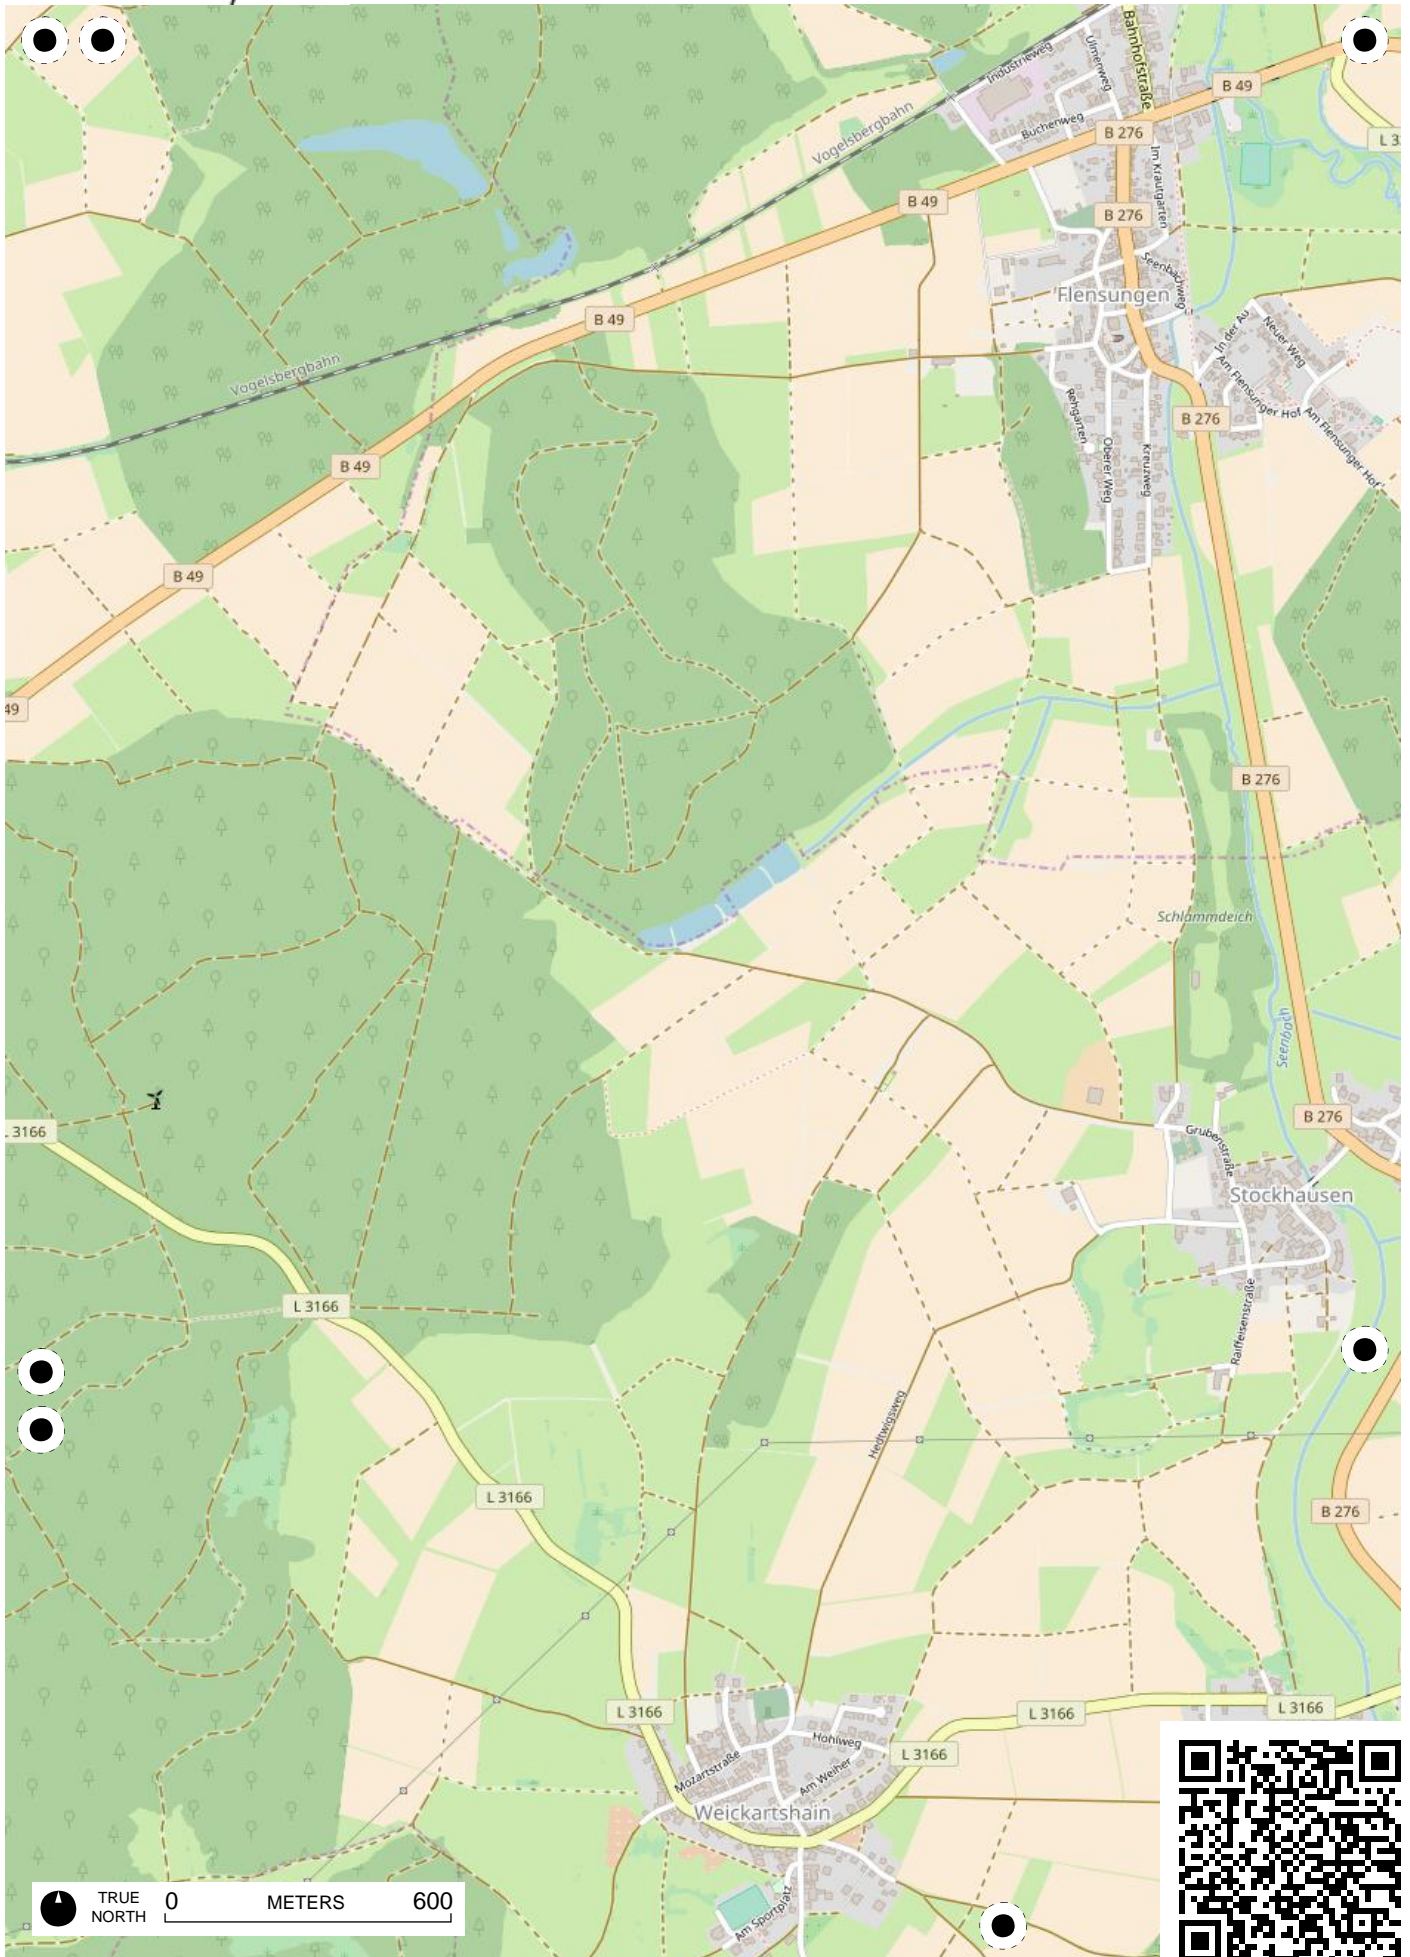 Bahnhofstraße
Ulmenweg
Industrieweg
B 49
Buchenweg
B 276
Vogelsbergbahn
Im Krautgarten
B 49
B 276
Seenbachweg
Flensungen
B 49
In der Au
Neuer Weg
Vogelsbergbahn
Am Flensunger Hof
Rehgarten
B 276
Am Flensunger Hof
Oberer Weg
Kreuzweg
B 49
B 49
49
B 276
Schlammdeich
Seenbach
L 3166
B 276
Grubenstraße
Stockhausen
L 3166
Raiffeisenstraße
Hedtwigsweg
L 3166
B 276
L 3166
L 3166
L 3166
Hohlweg
L 3166
Mozartstraße
Am Weiher
Weickartshain
Am Sportplatz
TRUE
NORTH
0 METERS 600